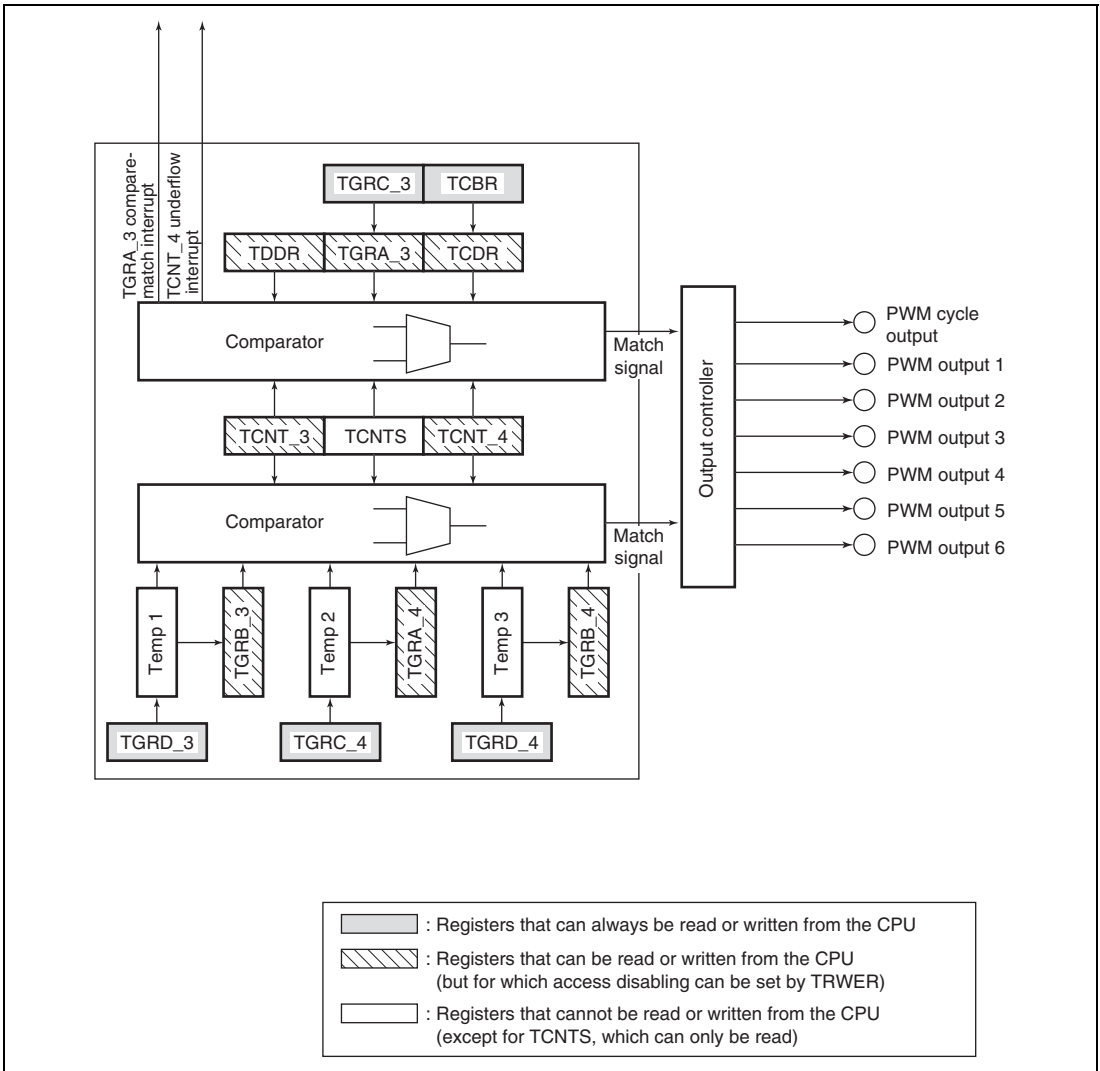 TGRA_3 compare-
match interrupt
TCNT_4 underflow
interrupt
TGRC_3
TCBR
TDDR
TGRA_3
TCDR
Comparator
Match
signal
TCNT_3
TCNTS
TCNT_4
Comparator
Match
signal
Temp 1
TGRB_3
Temp 2
TGRA_4
Temp 3
TGRB_4
TGRD_3
TGRC_4
TGRD_4
Output controller
PWM cycle
output
PWM output 1
PWM output 2
PWM output 3
PWM output 4
PWM output 5
PWM output 6
: Registers that can always be read or written from the CPU
: Registers that can be read or written from the CPU
(but for which access disabling can be set by TRWER)
: Registers that cannot be read or written from the CPU
(except for TCNTS, which can only be read)